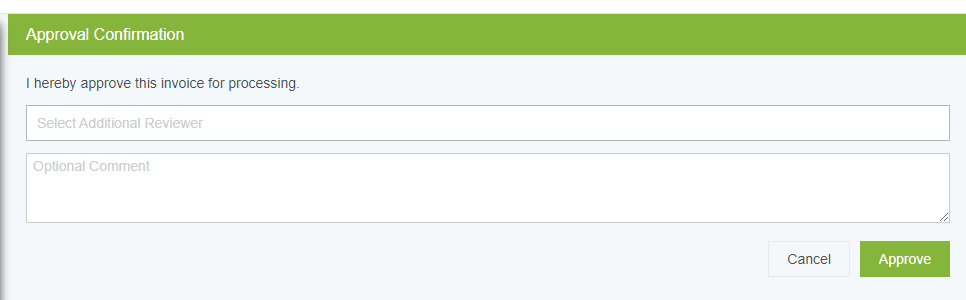 Approval Confirmation
I hereby approve this invoice for processing.
Select Additional Reviewer
Optional Comment
Cancel
Approve